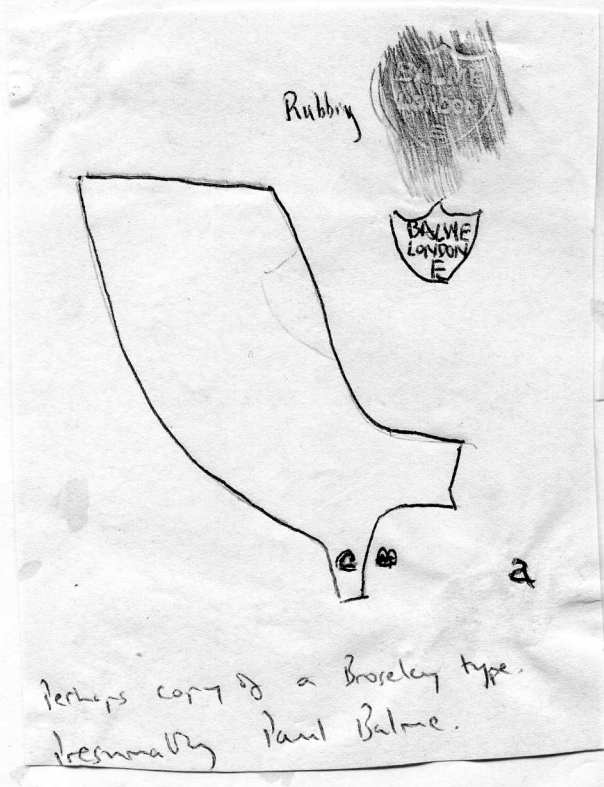 BALME
LONDON
E
Rubbing
BALME
LONDON
E
a
Perhaps copy of a Broseley type.
Presumably Paul Balme.